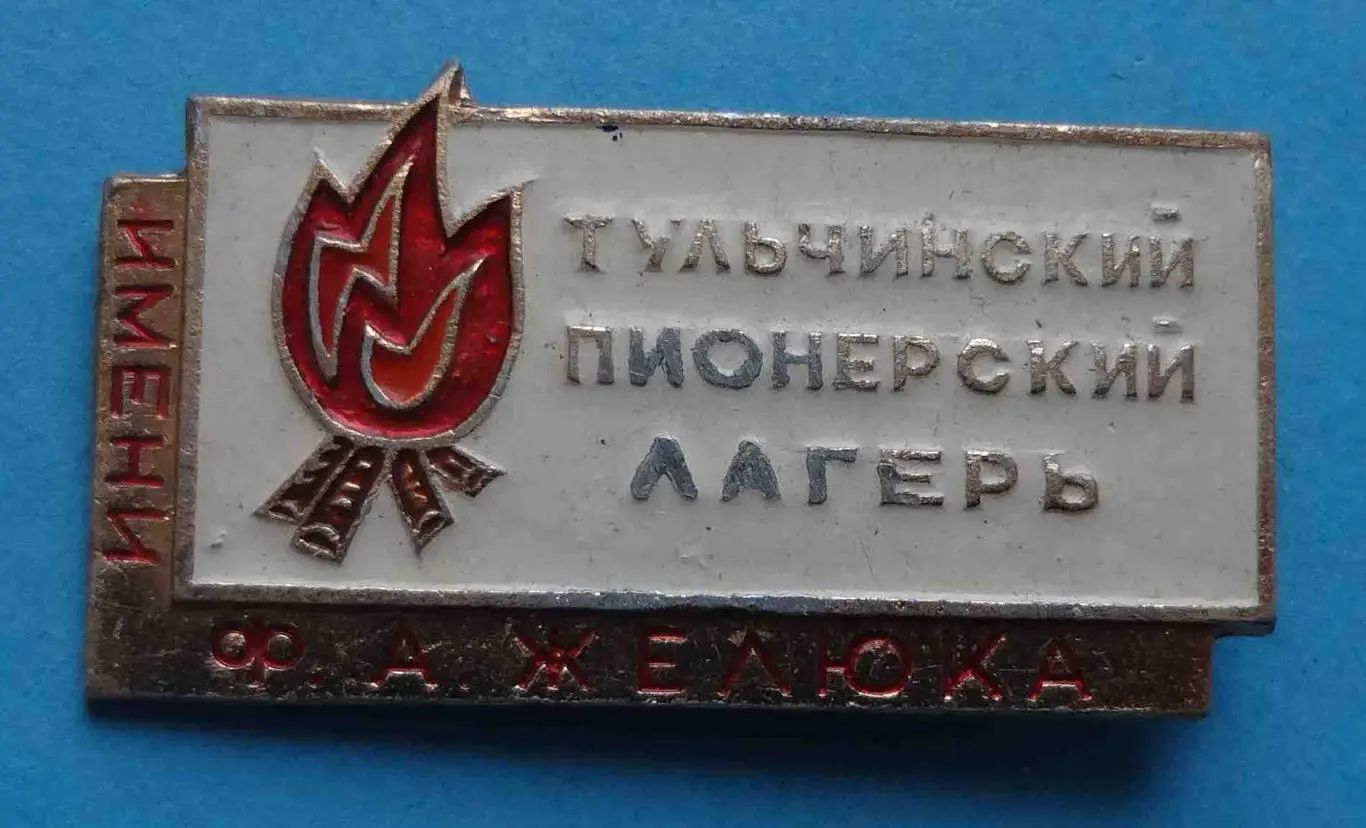 ТУЛЬЧИНСКИЙ
ПИОНЕРСКИЙ
ЛАГЕРЬ
ИМЕНИ
Ф. А. ЖЕЛЮКА